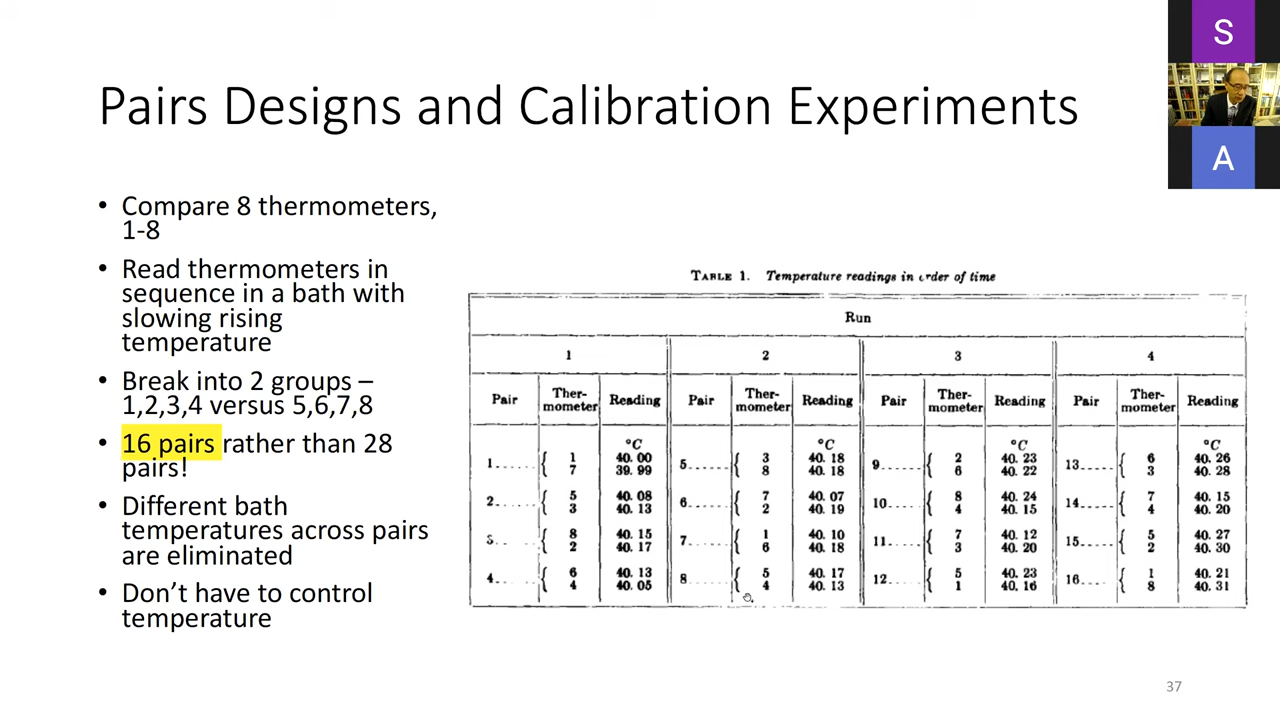 Pairs Designs and Calibration Experiments
S
A
• Compare 8 thermometers,
1-8
• Read thermometers in
sequence in a bath with
slowing rising
temperature
• Break into 2 groups –
1,2,3,4 versus 5,6,7,8
• 16 pairs rather than 28
pairs!
• Different bath
temperatures across pairs
are eliminated
• Don't have to control
temperature
TABLE 1. Temperature readings in order of time
Run
1 2 3 4
Pair Ther-mometer Reading Pair Ther-mometer Reading Pair Ther-mometer Reading Pair Ther-mometer Reading
°C °C °C °C
1...... { 1 40.00 5...... { 3 40.18 9...... { 2 40.23 13..... { 6 40.26
7 39.99 8 40.18 6 40.22 3 40.28
2...... { 5 40.08 6...... { 7 40.07 10..... { 8 40.24 14..... { 7 40.15
3 40.13 2 40.19 4 40.15 4 40.20
{ 8 40.15 7...... { 1 40.10 11..... { 7 40.12 15..... { 5 40.27
2 40.17 6 40.18 3 40.20 2 40.30
4...... { 6 40.13 8 { 5 40.17 12..... { 5 40.23 16.... { 1 40.21
4 40.05 4 40.13 1 40.16 8 40.31
37